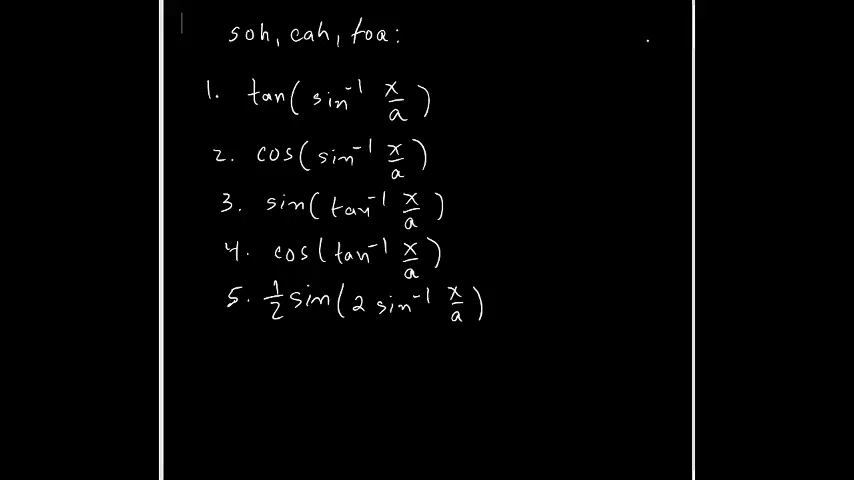 soh, cah, toa:
1. tan( sin⁻¹ x/a )
2. cos( sin⁻¹ x/a )
3. sin( tan⁻¹ x/a )
4. cos( tan⁻¹ x/a )
5. 1/2 sin( 2 sin⁻¹ x/a )